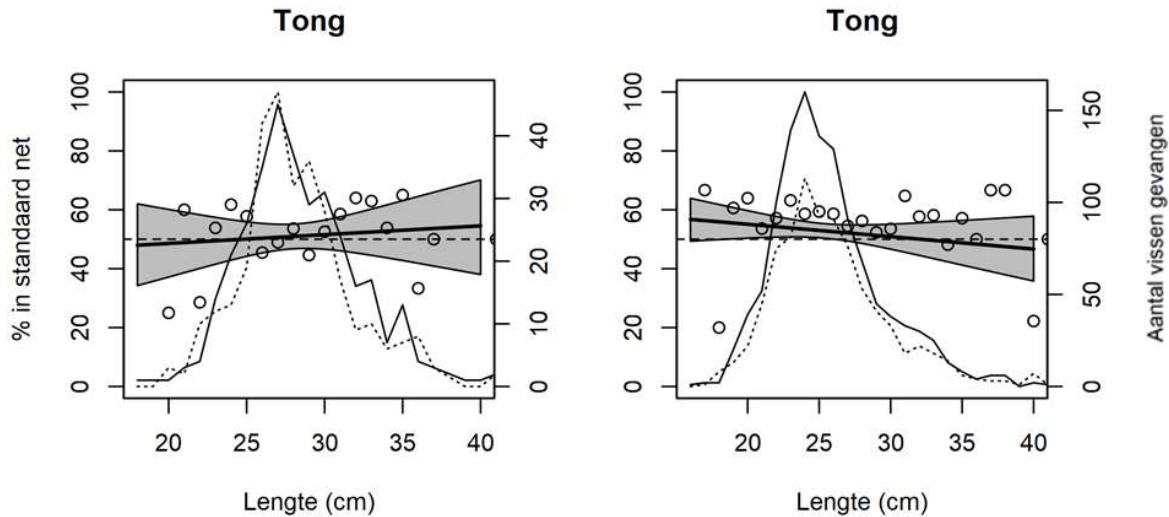 Tong
Tong
% in standaard net
0 20 40 60 80 100
0 10 20 30 40
20 25 30 35 40
Lengte (cm)
0 20 40 60 80 100
0 50 100 150
20 25 30 35 40
Lengte (cm)
Aantal vissen gevangen